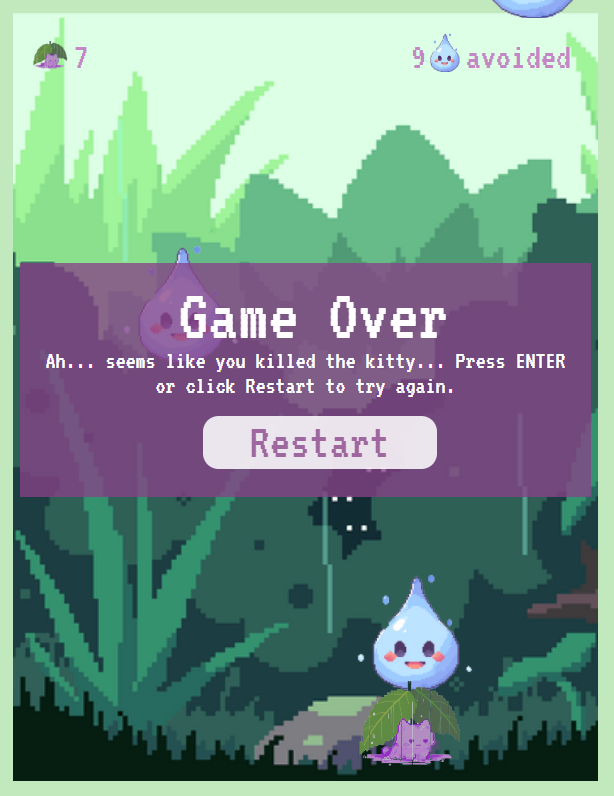 7
9 avoided
Game Over
Ah... seems like you killed the kitty... Press ENTER
or click Restart to try again.
Restart